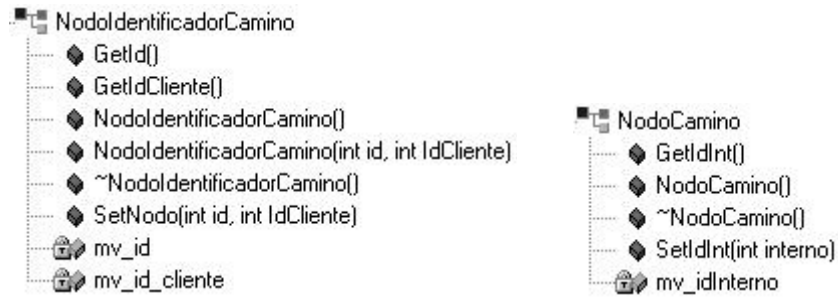 NodoIdentificadorCamino
GetId()
GetIdCliente()
NodoIdentificadorCamino()
NodoIdentificadorCamino(int id, int IdCliente)
~NodoIdentificadorCamino()
SetNodo(int id, int IdCliente)
mv_id
mv_id_cliente
NodoCamino
GetIdInt()
NodoCamino()
~NodoCamino()
SetIdInt(int interno)
mv_idInterno